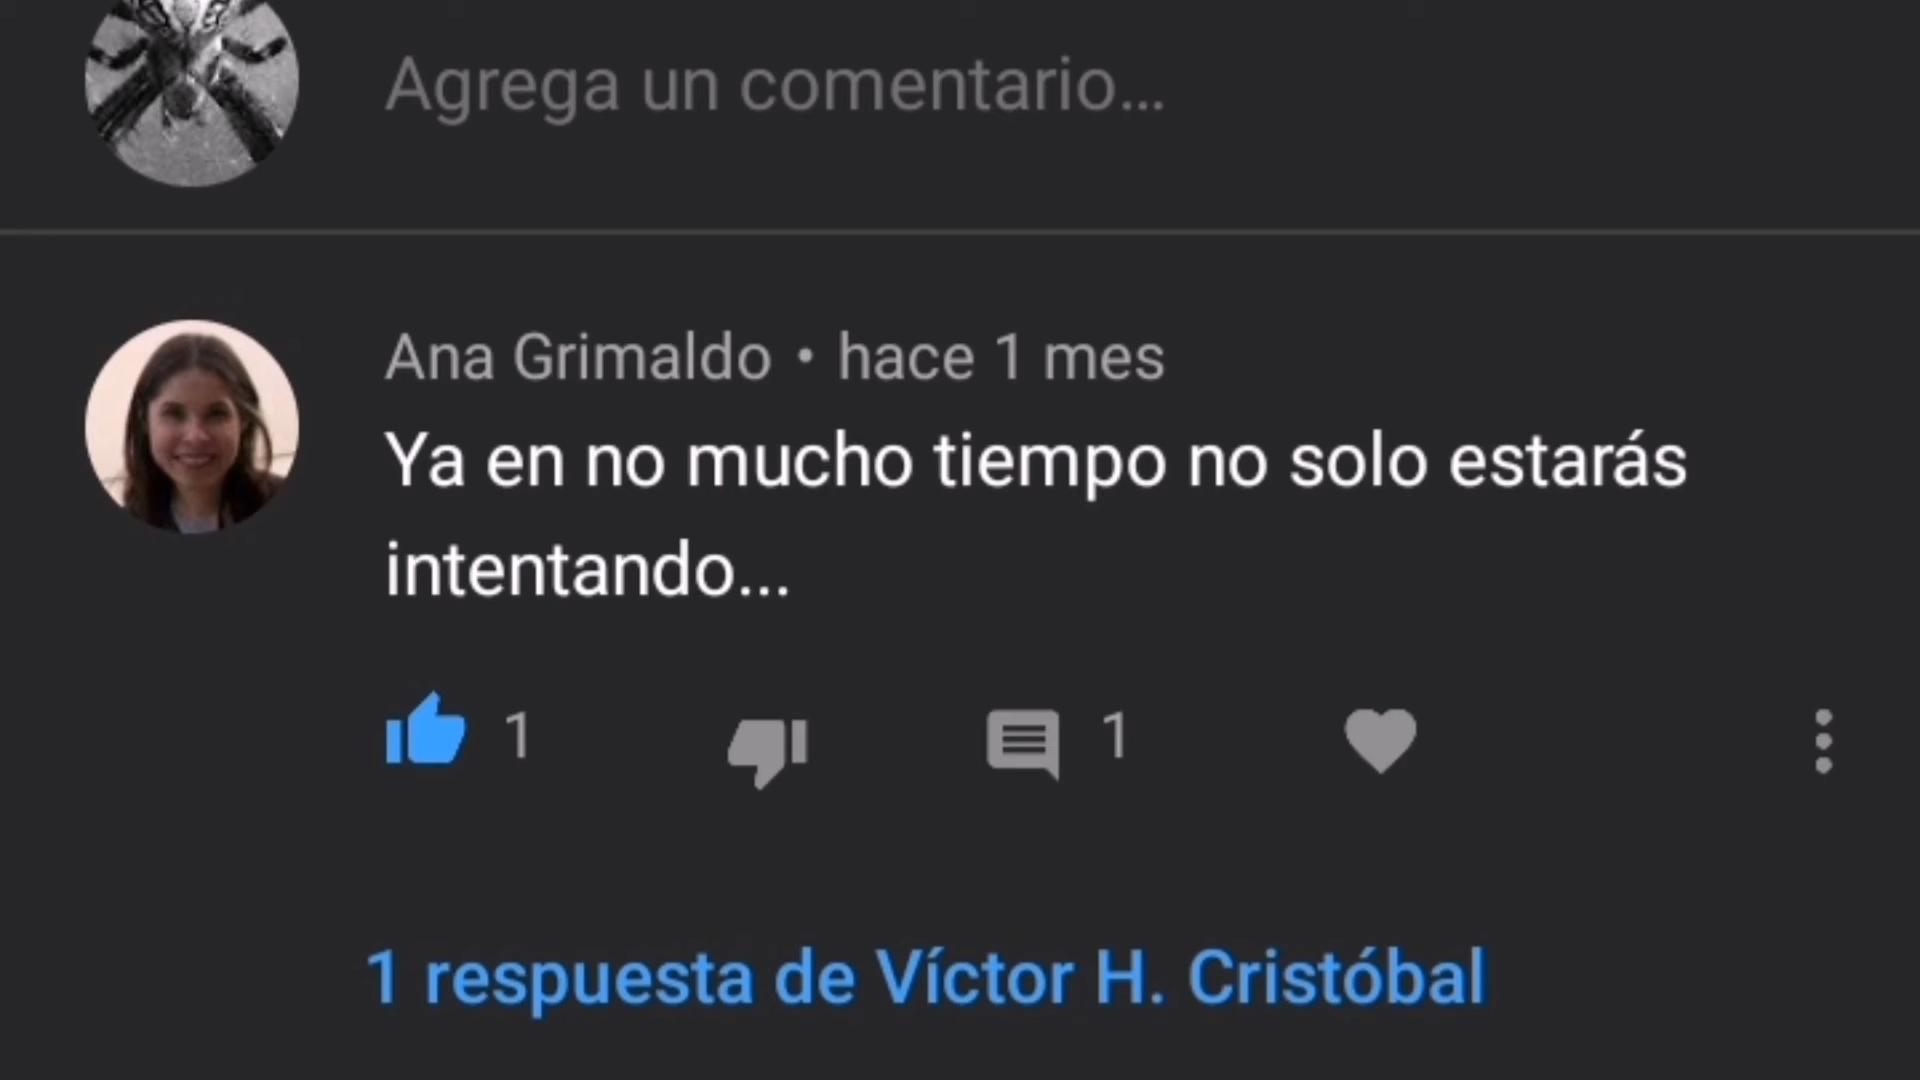 Agrega un comentario...
Ana Grimaldo • hace 1 mes
Ya en no mucho tiempo no solo estarás
intentando...
1
1
1 respuesta de Víctor H. Cristóbal